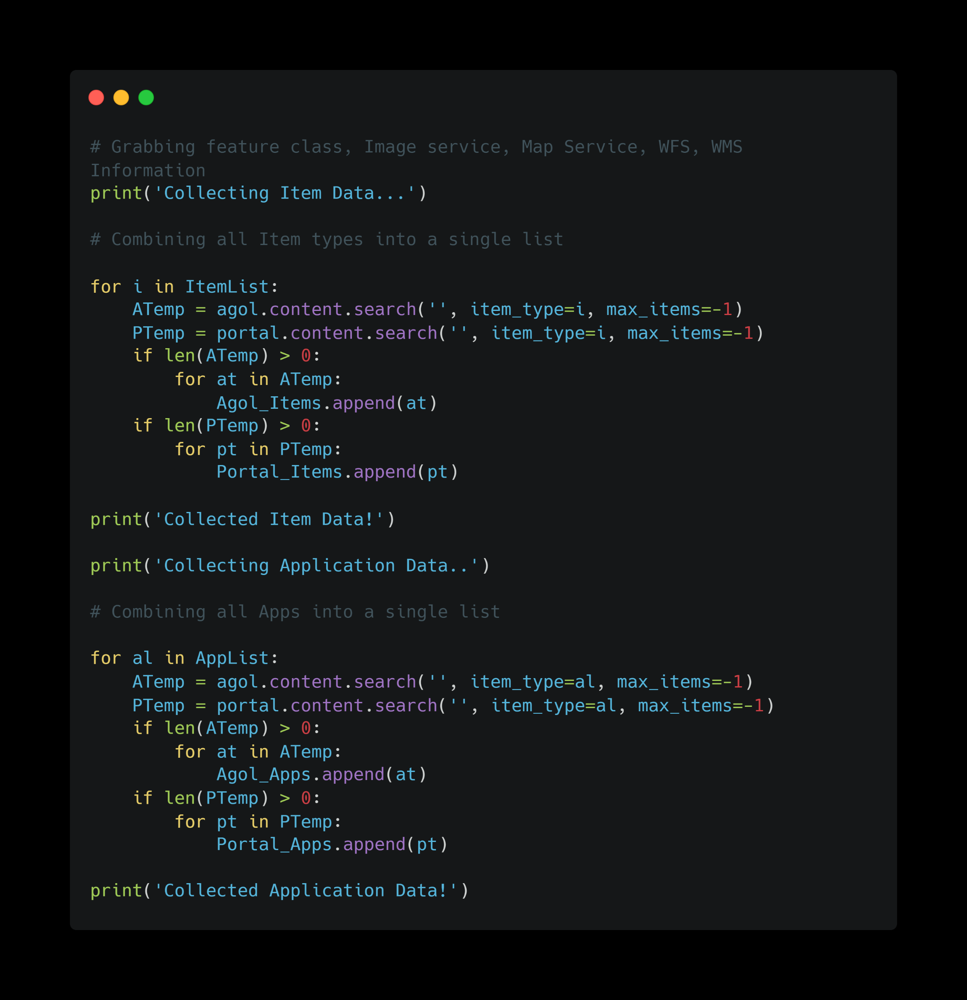 # Grabbing feature class, Image service, Map Service, WFS, WMS
Information
print('Collecting Item Data...')

# Combining all Item types into a single list

for i in ItemList:
    ATemp = agol.content.search('', item_type=i, max_items=-1)
    PTemp = portal.content.search('', item_type=i, max_items=-1)
    if len(ATemp) > 0:
        for at in ATemp:
            Agol_Items.append(at)
    if len(PTemp) > 0:
        for pt in PTemp:
            Portal_Items.append(pt)

print('Collected Item Data!')

print('Collecting Application Data..')

# Combining all Apps into a single list

for al in AppList:
    ATemp = agol.content.search('', item_type=al, max_items=-1)
    PTemp = portal.content.search('', item_type=al, max_items=-1)
    if len(ATemp) > 0:
        for at in ATemp:
            Agol_Apps.append(at)
    if len(PTemp) > 0:
        for pt in PTemp:
            Portal_Apps.append(pt)

print('Collected Application Data!')